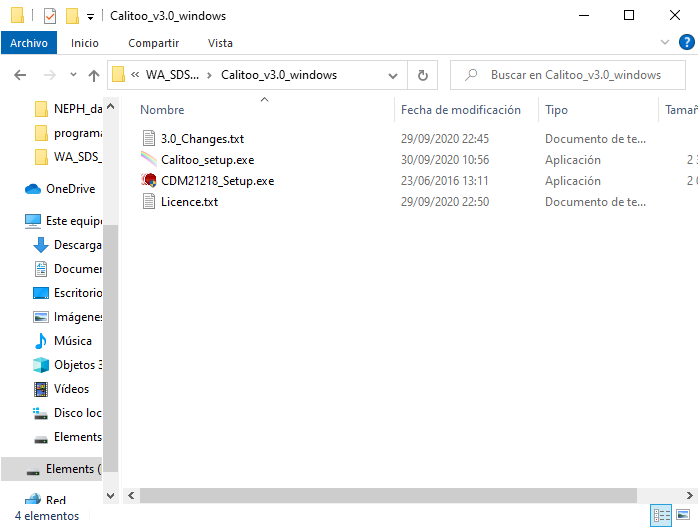 Calitoo_v3.0_windows
Archivo Inicio Compartir Vista
WA_SDS... Calitoo_v3.0_windows Buscar en Calitoo_v3.0_windows
NEPH_da
programa
WA_SDS_
OneDrive
Este equipo
Descarga
Documen
Escritorio
Imágenes
Música
Objetos 3
Vídeos
Disco loc
Elements
Elements (
Red
Nombre Fecha de modificación Tipo Tamañ
3.0_Changes.txt 29/09/2020 22:45 Documento de te...
Calitoo_setup.exe 30/09/2020 10:56 Aplicación 2
CDM21218_Setup.exe 23/06/2016 13:11 Aplicación 2
Licence.txt 29/09/2020 22:50 Documento de te...
4 elementos